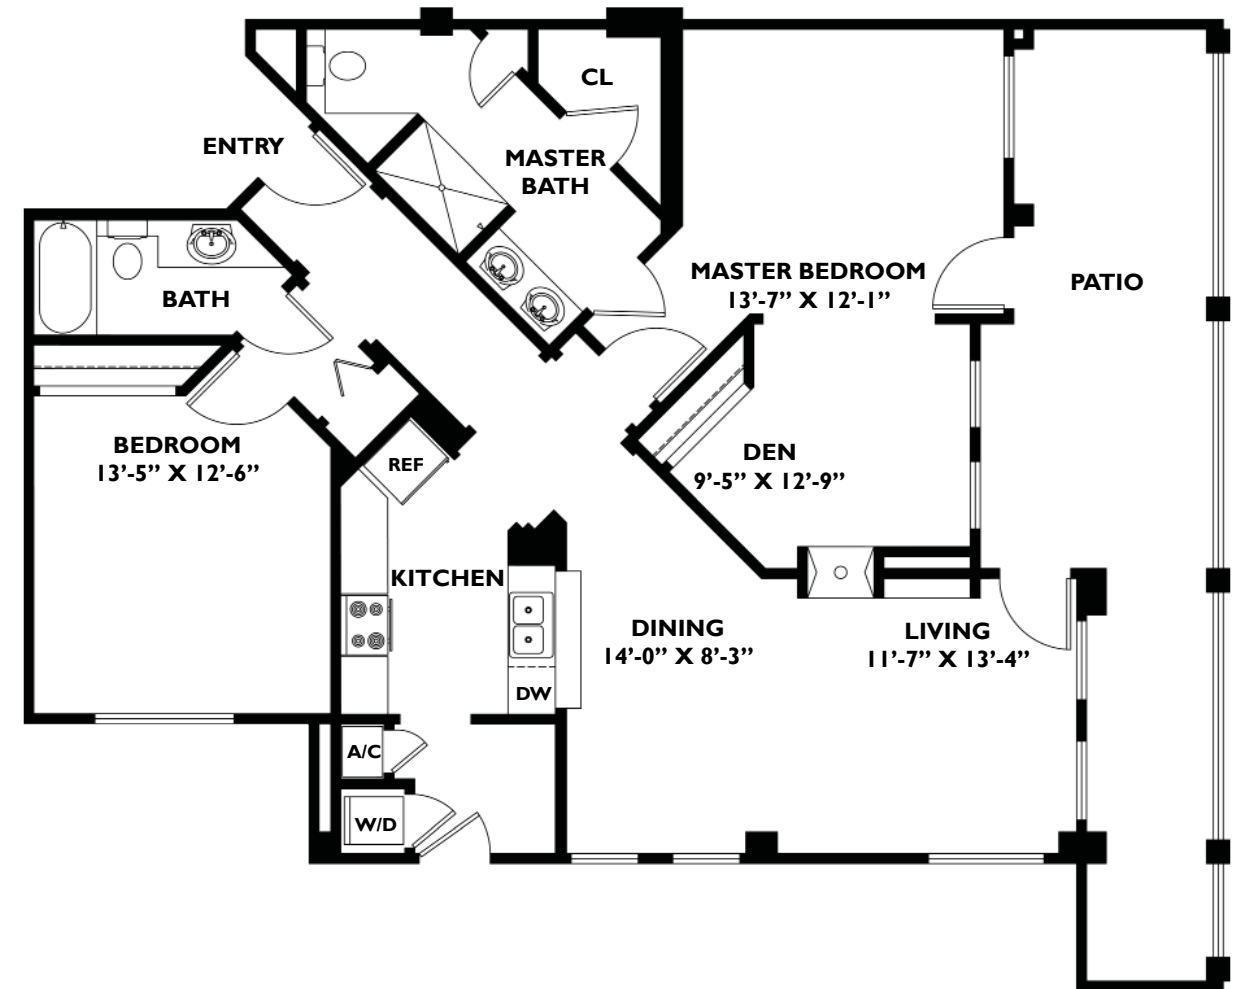 CL
ENTRY
MASTER
BATH
MASTER BEDROOM
13'-7” X 12'-1”
PATIO
BATH
BEDROOM
13'-5” X 12'-6”
REF
DEN
9'-5” X 12'-9”
KITCHEN
DINING
14'-0” X 8'-3”
LIVING
11'-7” X 13'-4”
DW
A/C
W/D